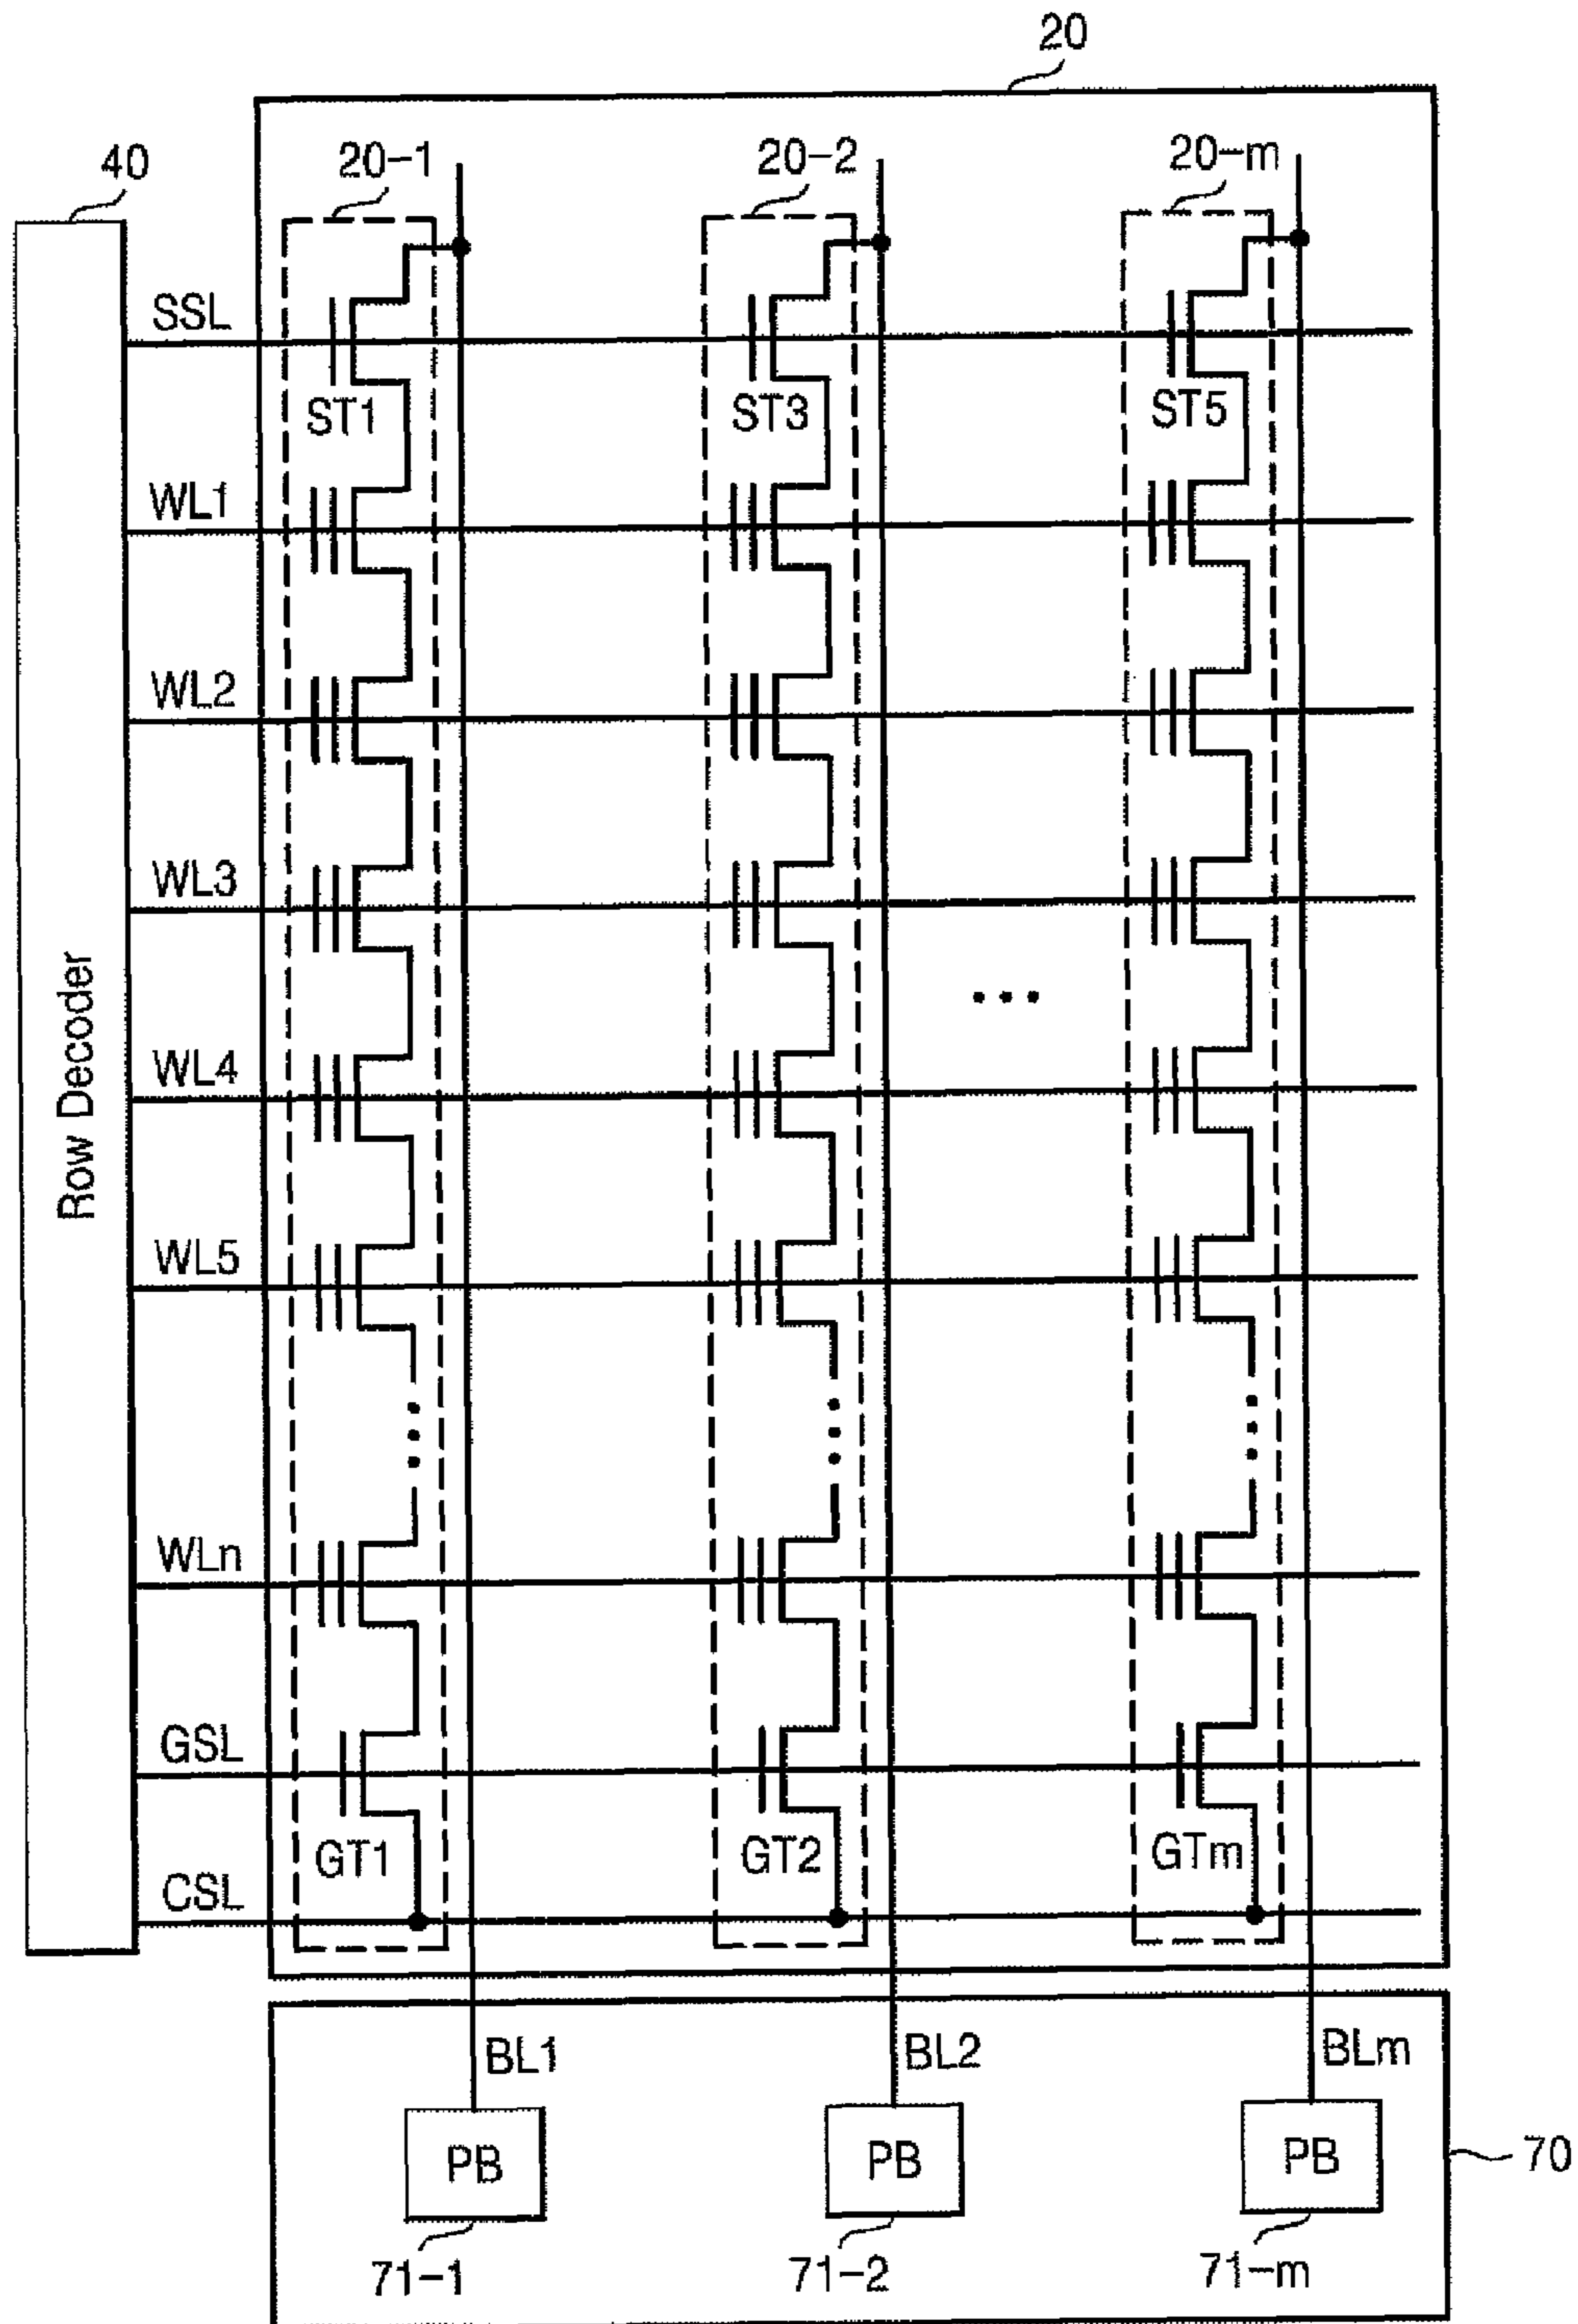 20
40
20-1
20-2
20-m
SSL
ST1
ST3
ST5
WL1
WL2
WL3
Row Decoder
WL4
WL5
WLn
GSL
GT1
GT2
GTm
CSL
BL1
BL2
BLm
PB
PB
PB
70
71-1
71-2
71-m